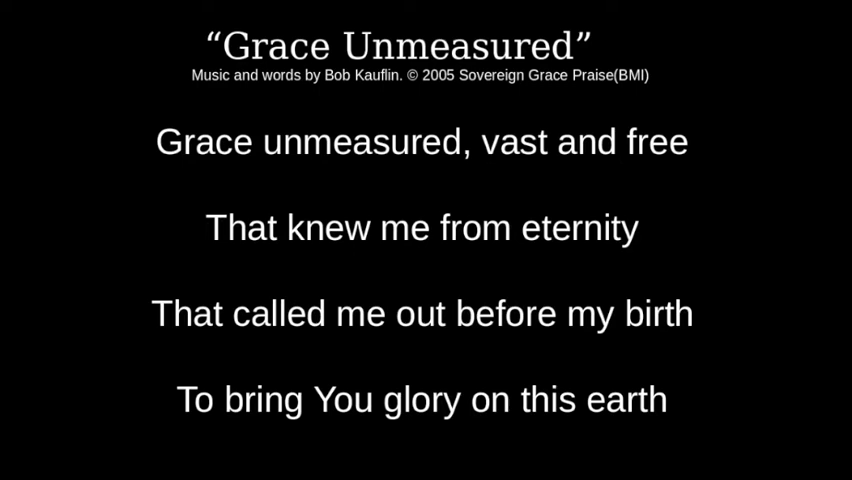 “Grace Unmeasured”
Music and words by Bob Kauflin. © 2005 Sovereign Grace Praise(BMI)
Grace unmeasured, vast and free
That knew me from eternity
That called me out before my birth
To bring You glory on this earth